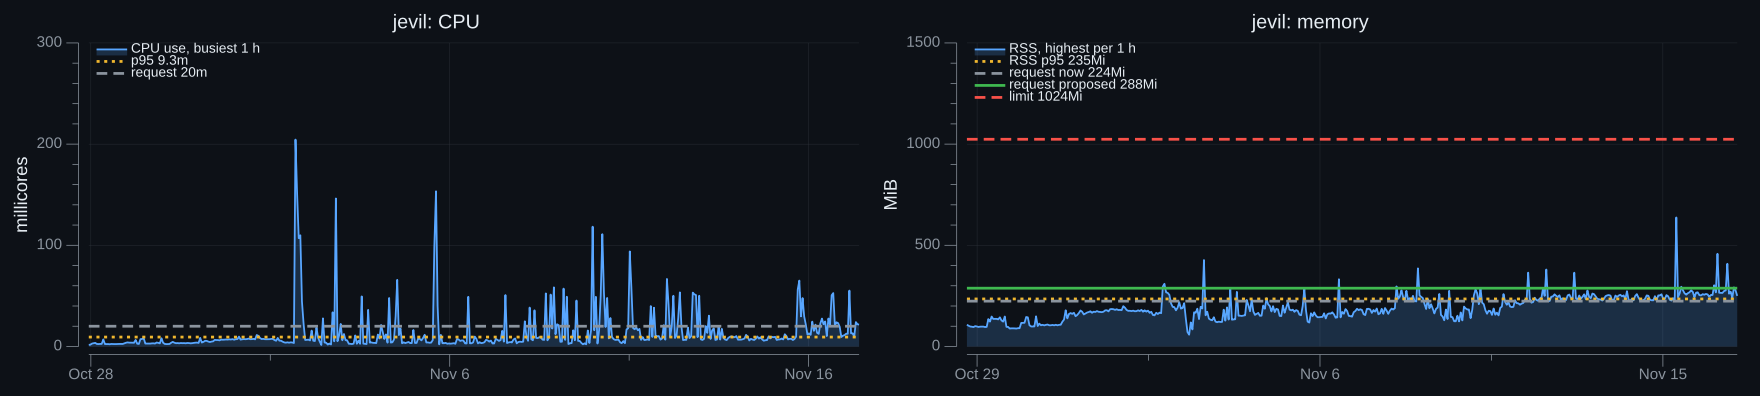 jevil: CPU
CPU use, busiest 1 h
p95 9.3m
request 20m
millicores
300
200
100
0
Oct 28
Nov 6
Nov 16
jevil: memory
RSS, highest per 1 h
RSS p95 235Mi
request now 224Mi
request proposed 288Mi
limit 1024Mi
MiB
1500
1000
500
0
Oct 29
Nov 6
Nov 15